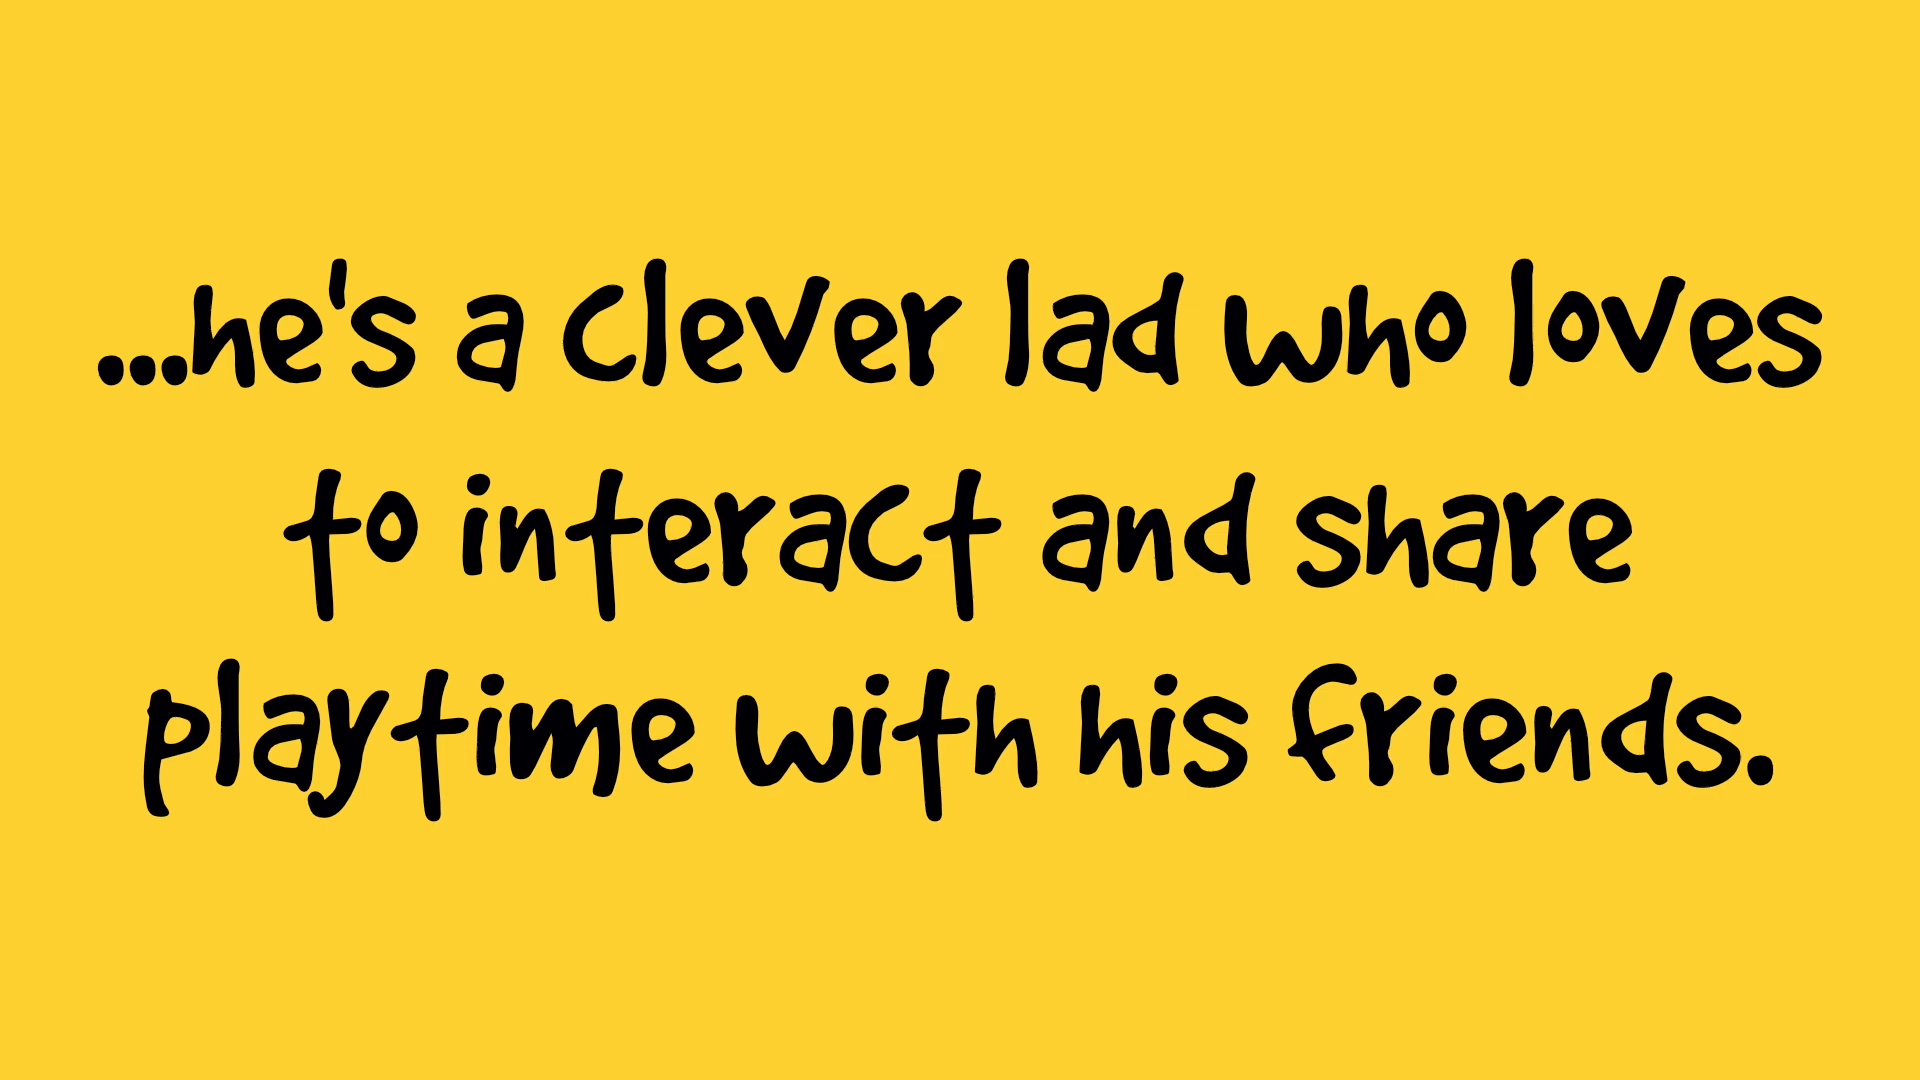 ...he's a clever lad who loves
to interact and share
playtime with his friends.